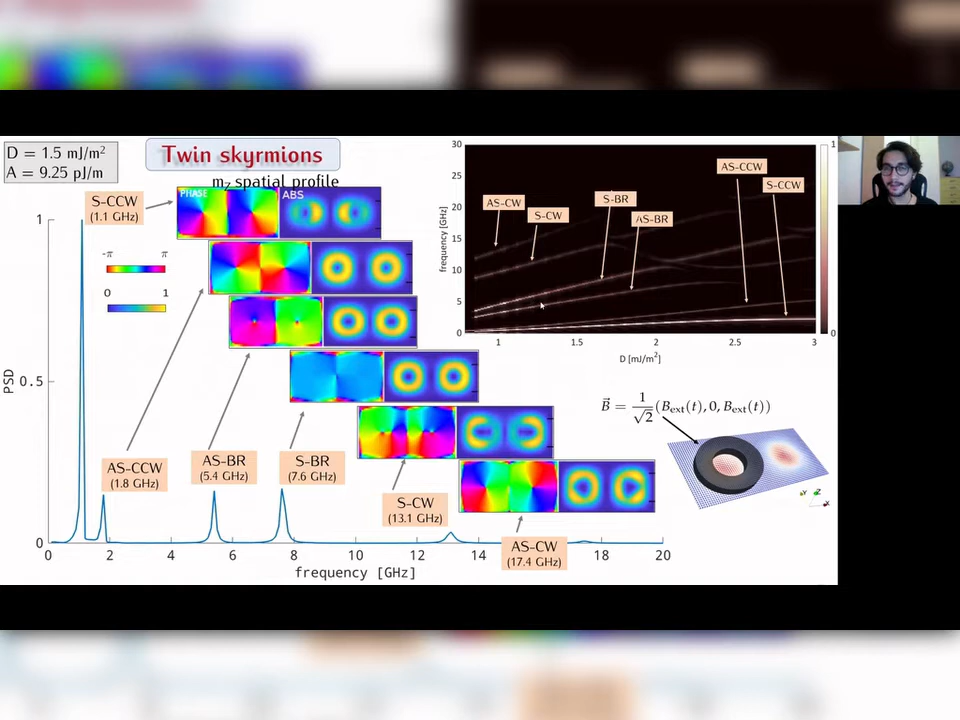 D = 1.5 mJ/m²
A = 9.25 pJ/m
Twin skyrmions
m_z spatial profile
S-CCW
(1.1 GHz)
PHASE
ABS
-π
π
0
1
AS-CCW
(1.8 GHz)
AS-BR
(5.4 GHz)
S-BR
(7.6 GHz)
S-CW
(13.1 GHz)
AS-CW
(17.4 GHz)
PSD
1
0.5
0
0 2 4 6 8 10 12 14 16 18 20
frequency [GHz]
30
25
20
15
10
5
0
frequency [GHz]
AS-CW
S-CW
S-BR
AS-BR
AS-CCW
S-CCW
1 1.5 2 2.5 3
D [mJ/m²]
1
0
B⃗ = 1/√2 (B_ext(t), 0, B_ext(t))
Y Z X